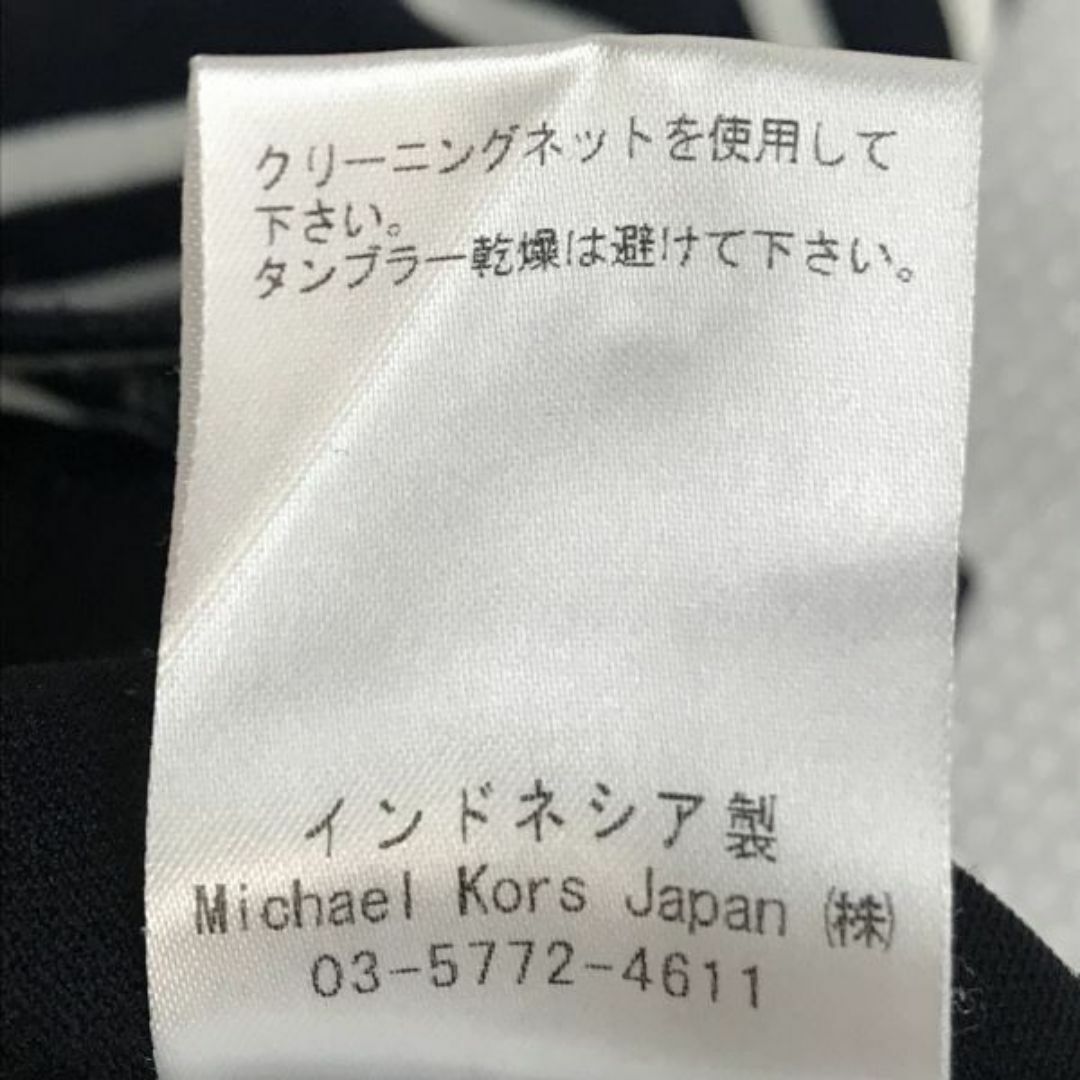 クリーニングネットを使用して
下さい。
タンブラー乾燥は避けて下さい。
インドネシア製
Michael Kors Japan ㈱
03-5772-4611